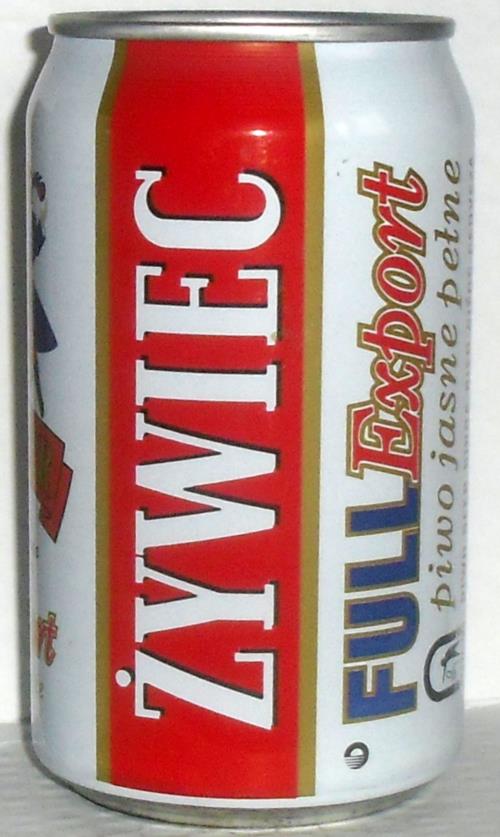 ŻYWIEC
FULL Export
piwo jasne pełne